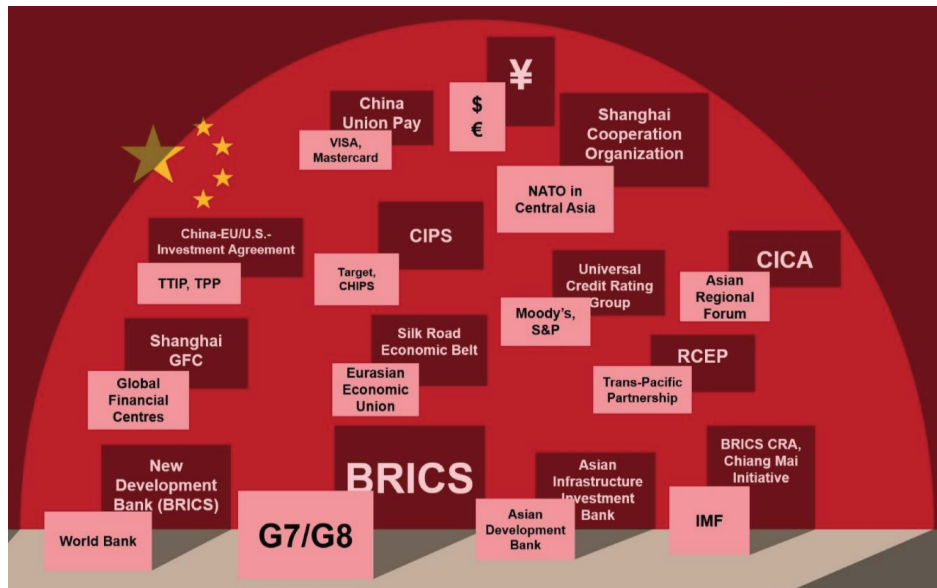 ¥
$
€
China
Union Pay
VISA,
Mastercard
Shanghai
Cooperation
Organization
NATO in
Central Asia
China-EU/U.S.-
Investment Agreement
TTIP, TPP
CIPS
Target,
CHIPS
Universal
Credit Rating
Group
Moody's,
S&P
CICA
Asian
Regional
Forum
Shanghai
GFC
Global
Financial
Centres
Silk Road
Economic Belt
Eurasian
Economic
Union
RCEP
Trans-Pacific
Partnership
New
Development
Bank (BRICS)
World Bank
BRICS
G7/G8
Asian
Infrastructure
Investment
Bank
Asian
Development
Bank
BRICS CRA,
Chiang Mai
Initiative
IMF